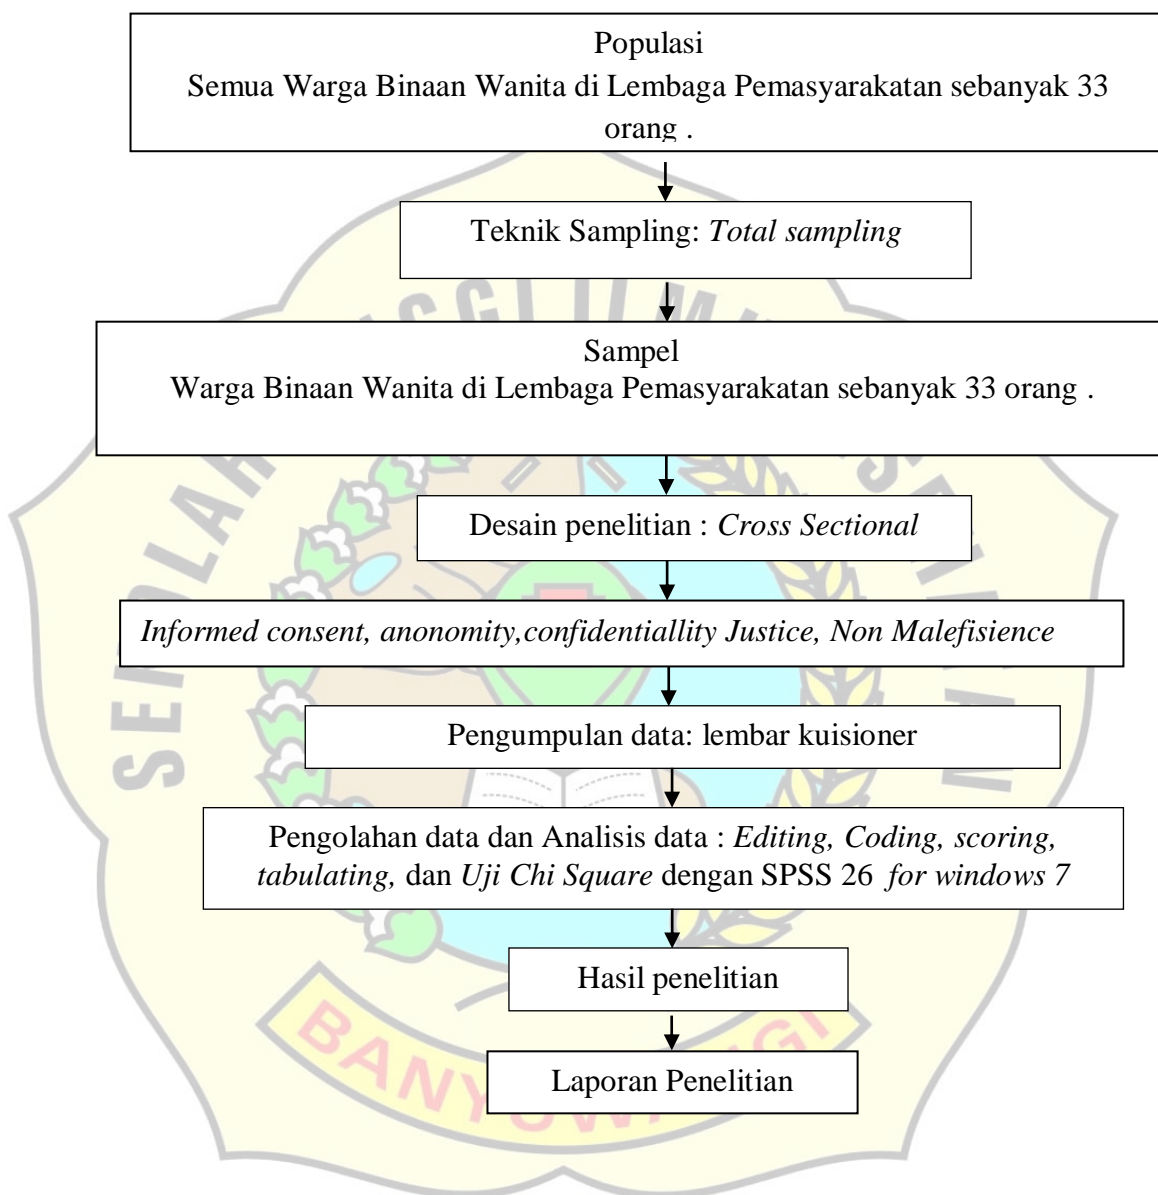 Populasi
Semua Warga Binaan Wanita di Lembaga Pemasyarakatan sebanyak 33
orang .
Teknik Sampling: Total sampling
Sampel
Warga Binaan Wanita di Lembaga Pemasyarakatan sebanyak 33 orang .
Desain penelitian : Cross Sectional
Informed consent, anonomity,confidentiallity Justice, Non Malefisience
Pengumpulan data: lembar kuisioner
Pengolahan data dan Analisis data : Editing, Coding, scoring,
tabulating, dan Uji Chi Square dengan SPSS 26 for windows 7
Hasil penelitian
Laporan Penelitian